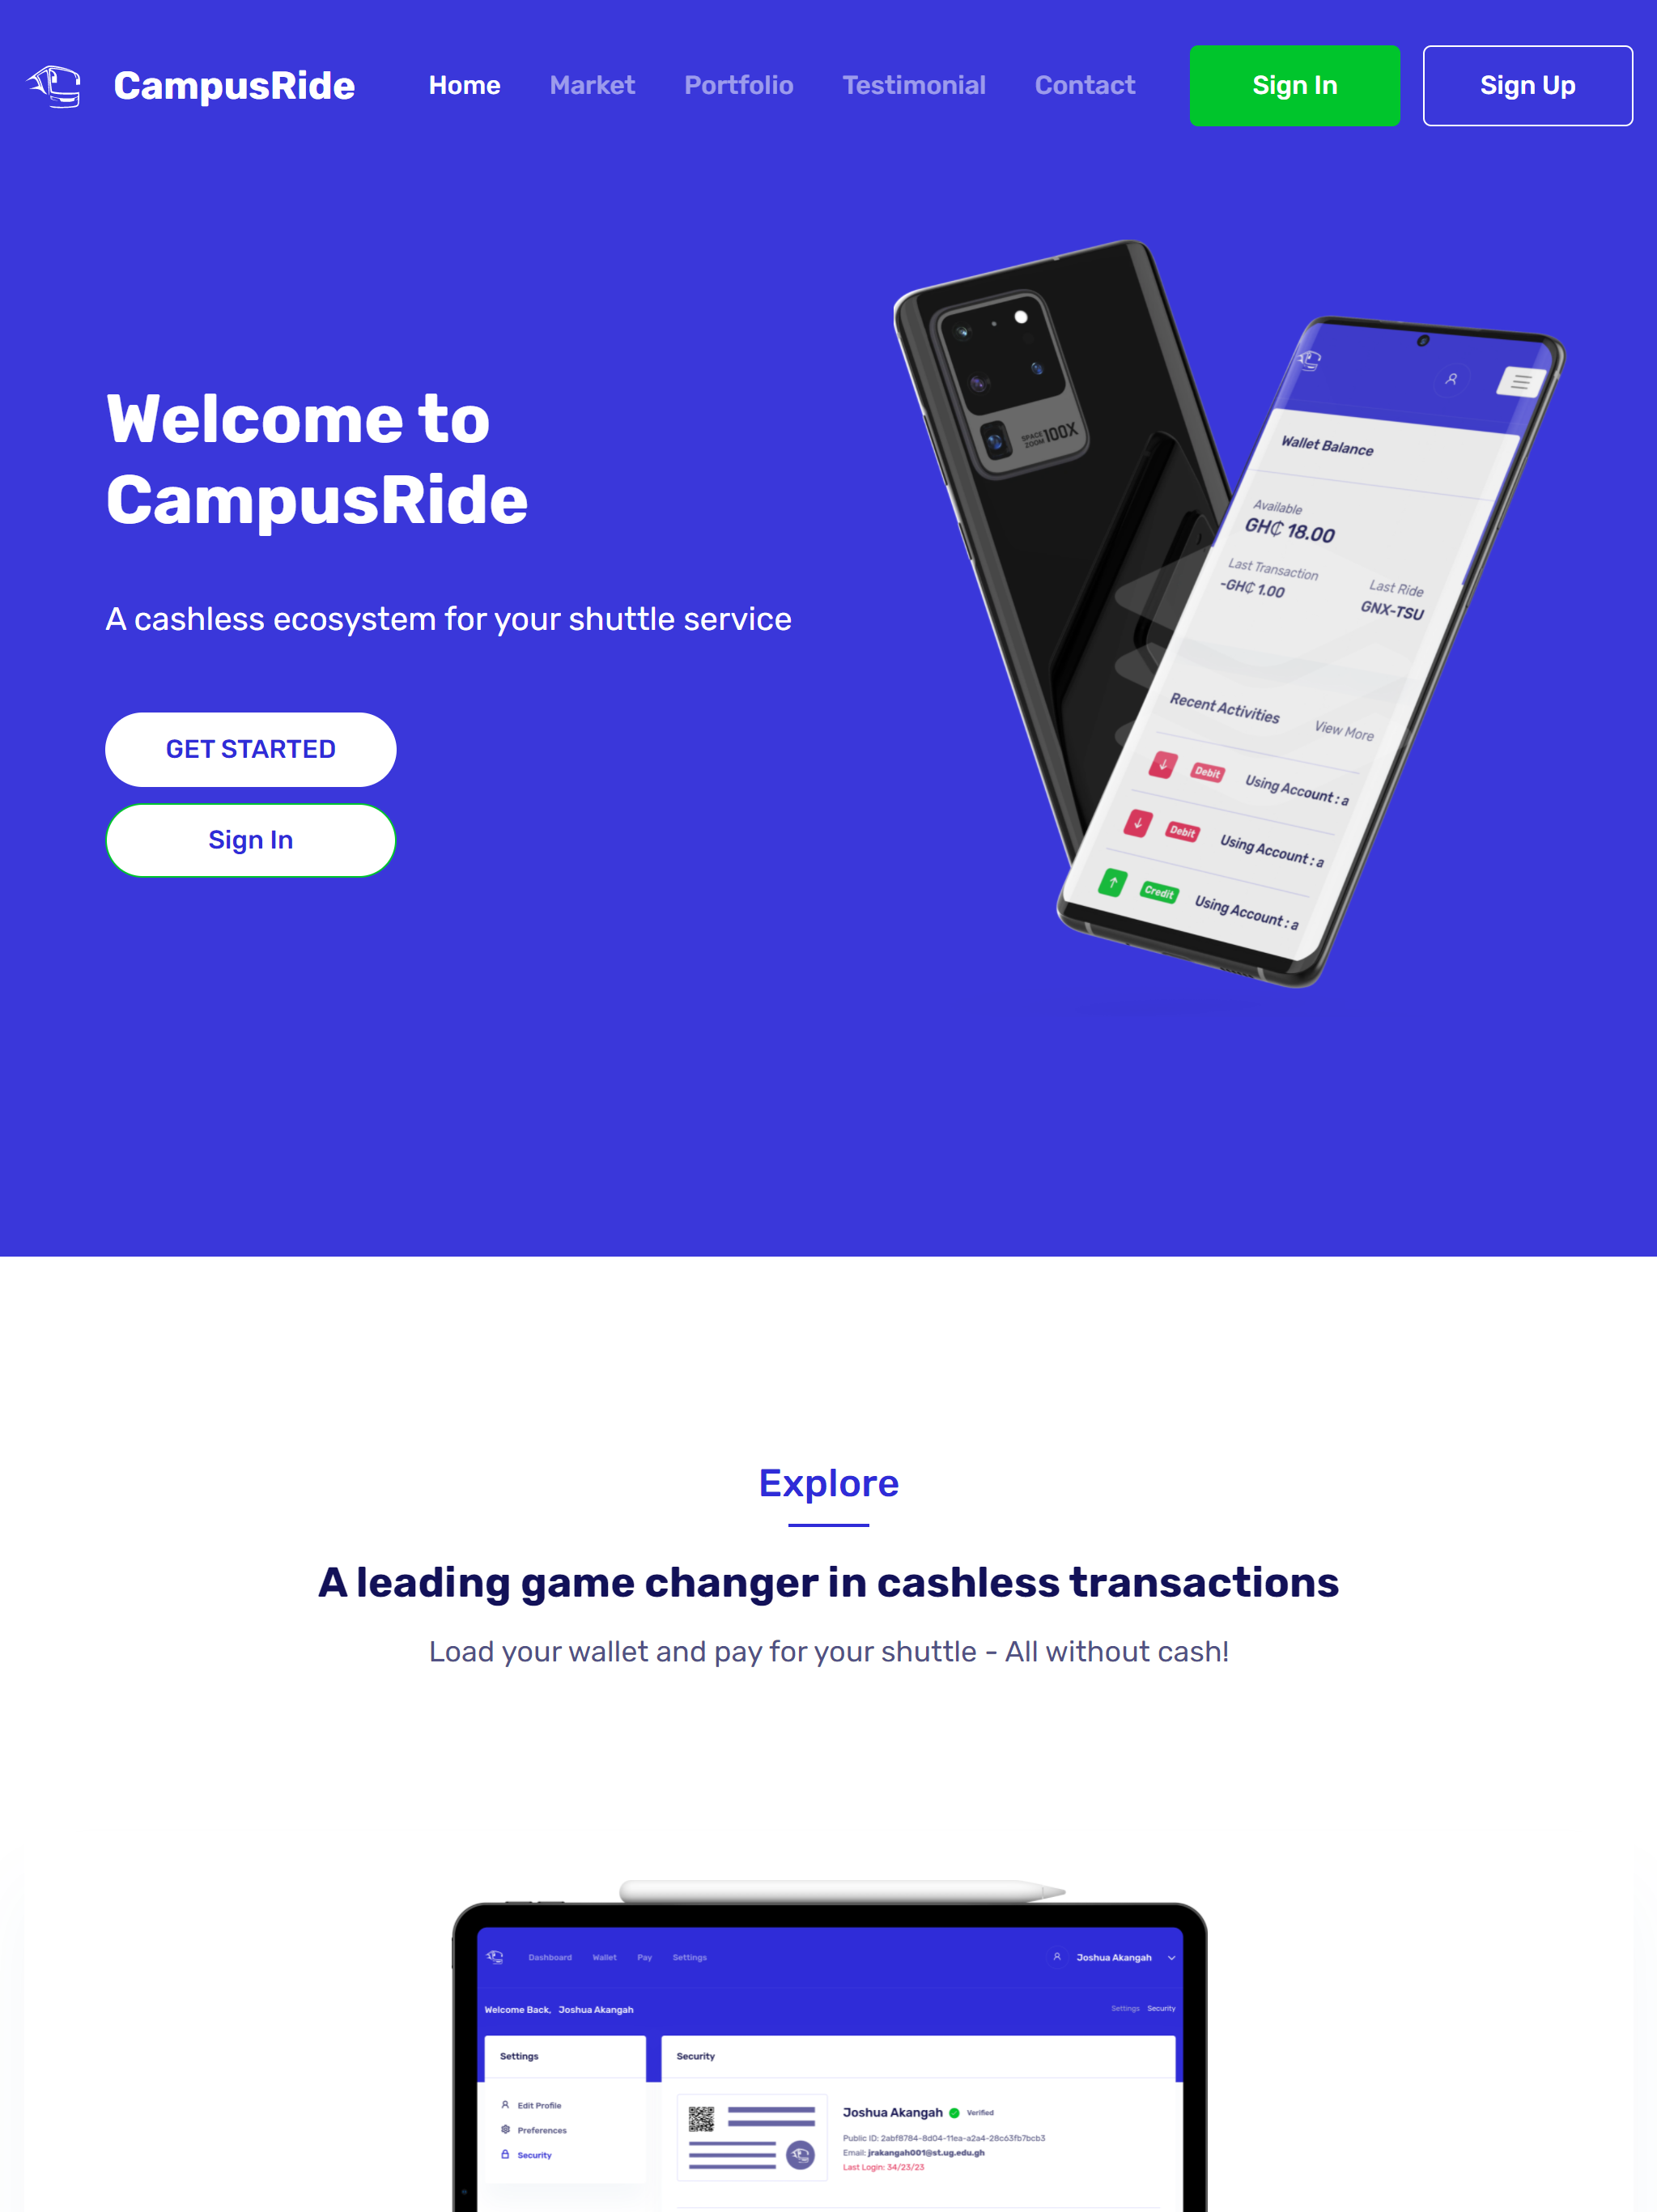 CampusRide
Home
Market
Portfolio
Testimonial
Contact
Sign In
Sign Up
Welcome to
CampusRide
A cashless ecosystem for your shuttle service
GET STARTED
Sign In
SPACE
ZOOM 100X
Wallet Balance
Available
GH₵ 18.00
Last Transaction
-GH₵ 1.00
Last Ride
GNX-TSU
Recent Activities
View More
Debit
Using Account : a
Debit
Using Account : a
Credit
Using Account : a
Explore
A leading game changer in cashless transactions
Load your wallet and pay for your shuttle - All without cash!
Dashboard
Wallet
Pay
Settings
Joshua Akangah
Welcome Back, Joshua Akangah
Settings
Security
Settings
Edit Profile
Preferences
Security
Security
Joshua Akangah
Verified
Public ID: 2abf8784-8d04-11ea-a2a4-28c63fb7bcb3
Email: jrakangah001@st.ug.edu.gh
Last Login: 34/23/23